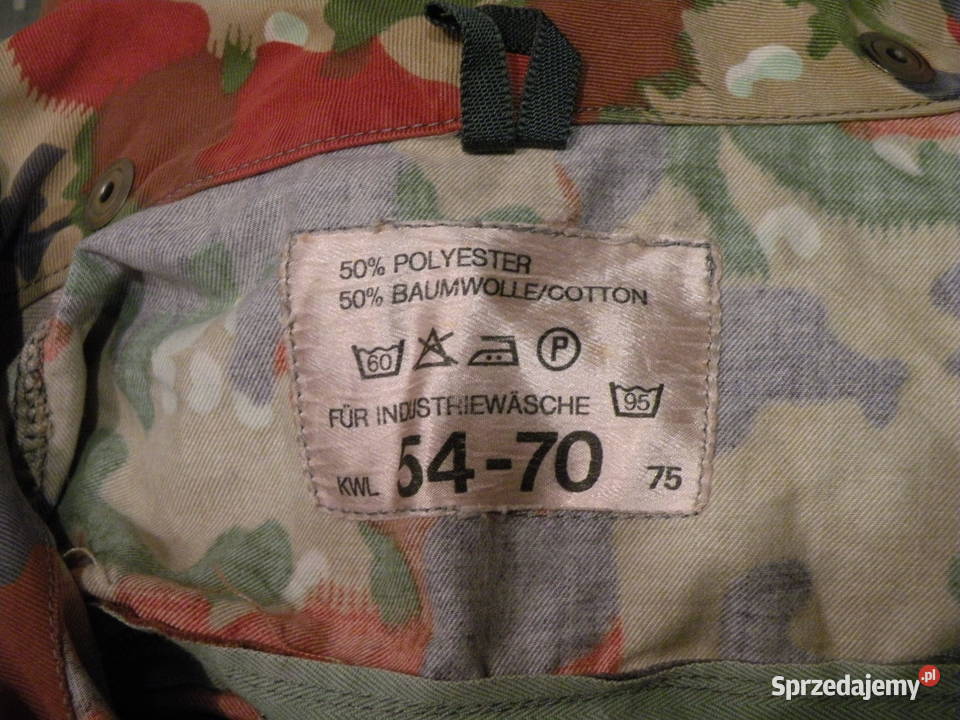 50% POLYESTER
50% BAUMWOLLE/COTTON
60 P
FÜR INDUSTRIEWÄSCHE 95
KWL 54-70 75
Sprzedajemy.pl